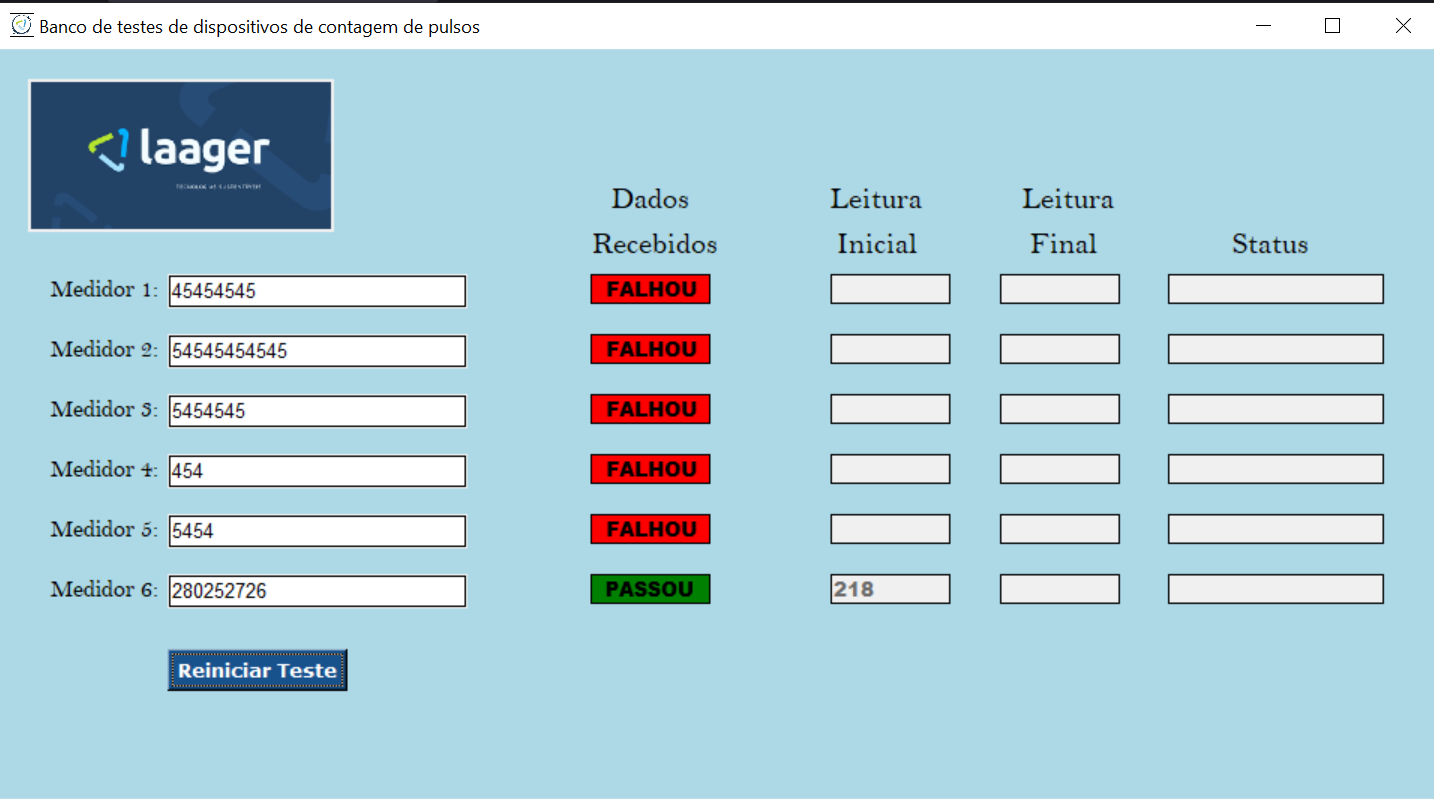 Banco de testes de dispositivos de contagem de pulsos
laager
Dados Leitura Leitura
Recebidos Inicial Final Status
Medidor 1: 45454545 FALHOU
Medidor 2: 54545454545 FALHOU
Medidor 3: 5454545 FALHOU
Medidor 4: 454 FALHOU
Medidor 5: 5454 FALHOU
Medidor 6: 280252726 PASSOU 218
Reiniciar Teste